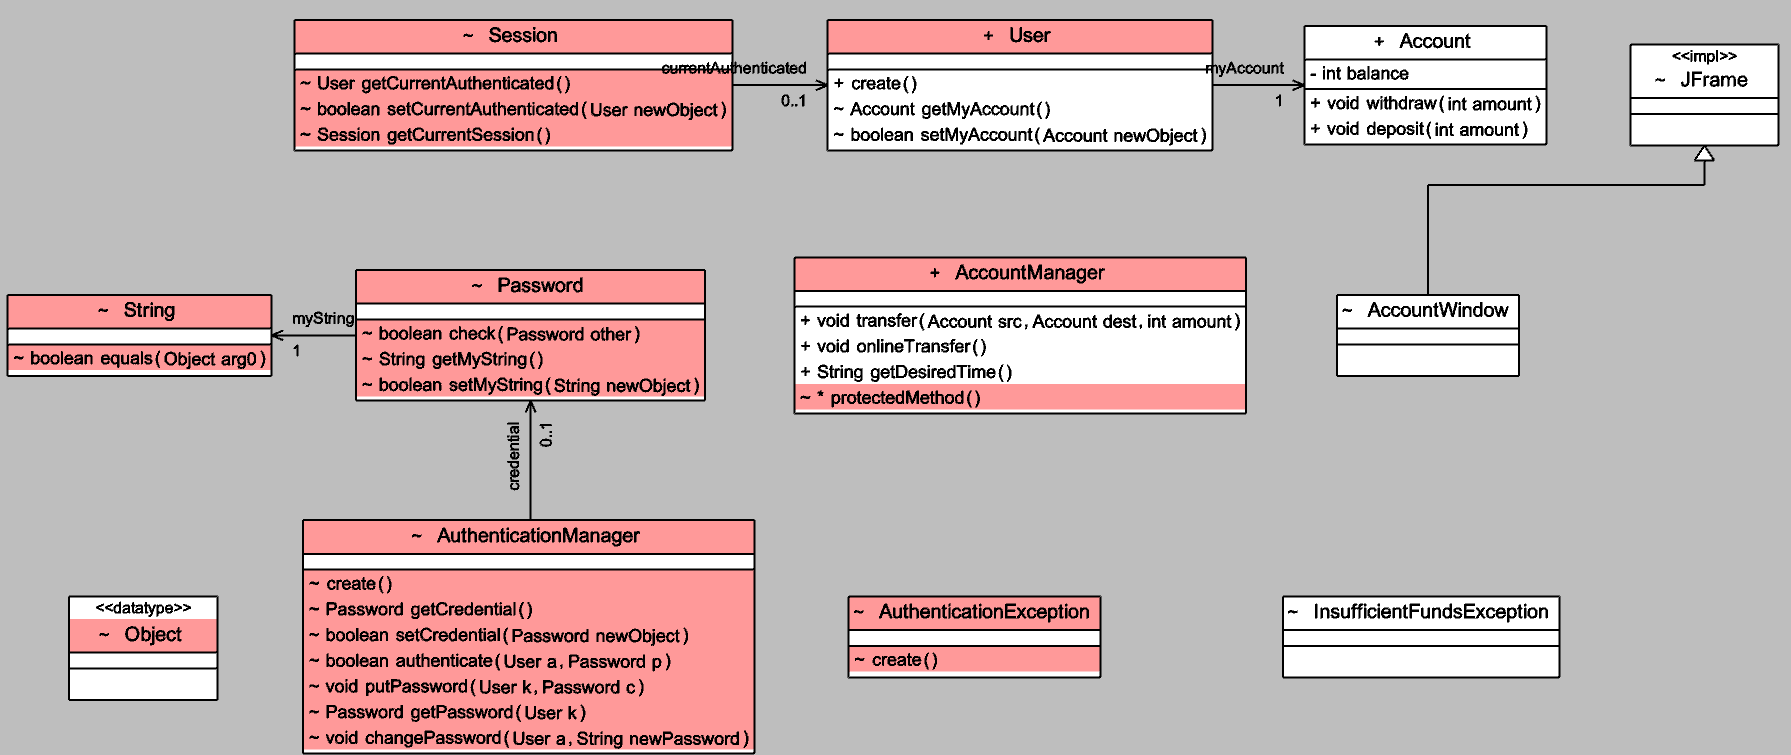 ~ Session
~ User getCurrentAuthenticated()
~ boolean setCurrentAuthenticated(User newObject)
~ Session getCurrentSession()
currentAuthenticated
0..1
+ User
+ create()
~ Account getMyAccount()
~ boolean setMyAccount(Account newObject)
myAccount
1
+ Account
- int balance
+ void withdraw(int amount)
+ void deposit(int amount)
<<impl>>
~ JFrame
~ String
~ boolean equals(Object arg0)
myString
1
~ Password
~ boolean check(Password other)
~ String getMyString()
~ boolean setMyString(String newObject)
+ AccountManager
+ void transfer(Account src, Account dest, int amount)
+ void onlineTransfer()
+ String getDesiredTime()
~ * protectedMethod()
~ AccountWindow
credential
0..1
~ AuthenticationManager
~ create()
~ Password getCredential()
~ boolean setCredential(Password newObject)
~ boolean authenticate(User a, Password p)
~ void putPassword(User k, Password c)
~ Password getPassword(User k)
~ void changePassword(User a, String newPassword)
<<datatype>>
~ Object
~ AuthenticationException
~ create()
~ InsufficientFundsException